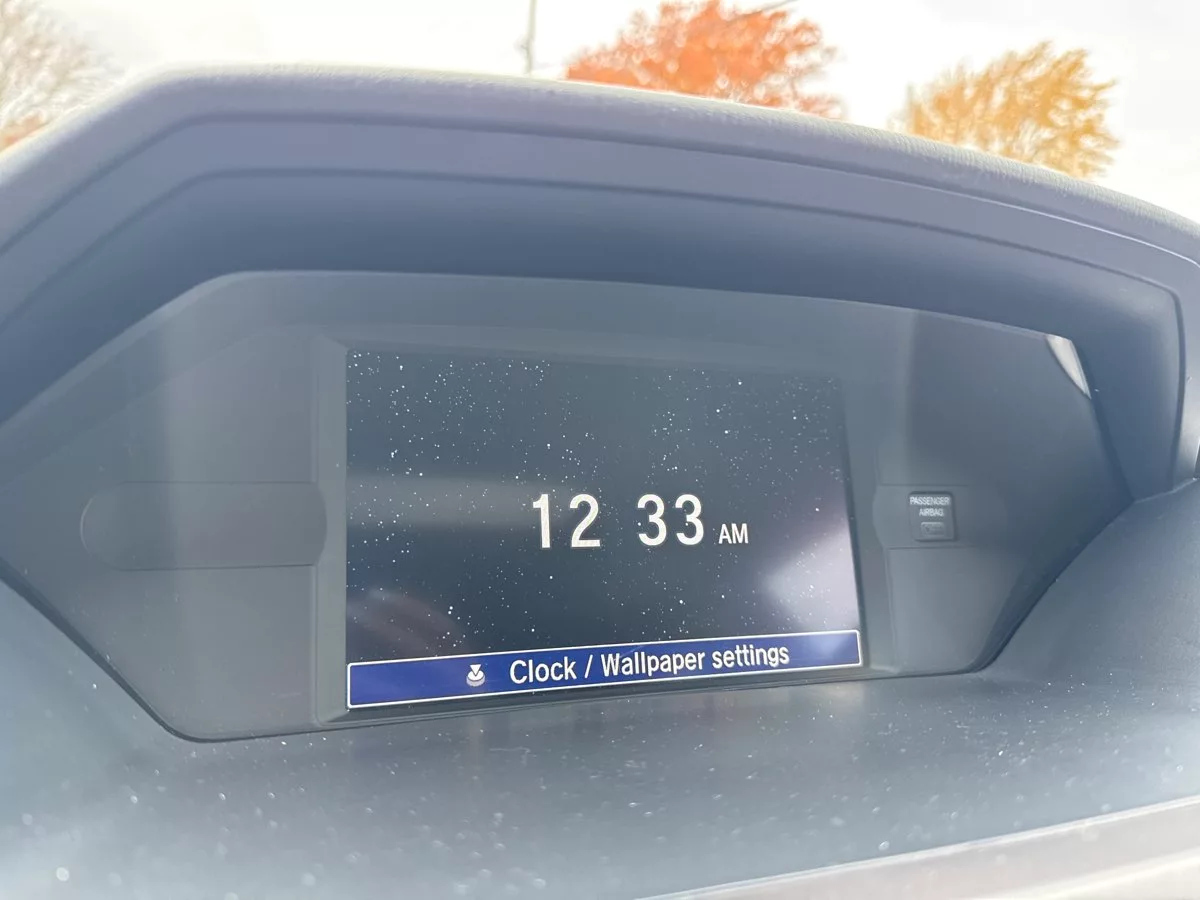 12 33 AM
PASSENGER
AIRBAG
Clock / Wallpaper settings